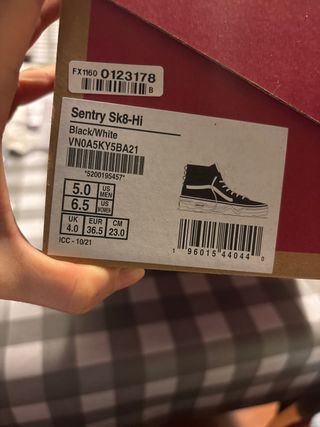 FX1160 0123178
B
Sentry Sk8-Hi
Black/White
VN0A5KY5BA21
*5200195457*
5.0 US MEN
6.5 US WOMEN
UK 4.0 EUR 36.5 CM 23.0
ICC - 10/21
1 96015 44044 0